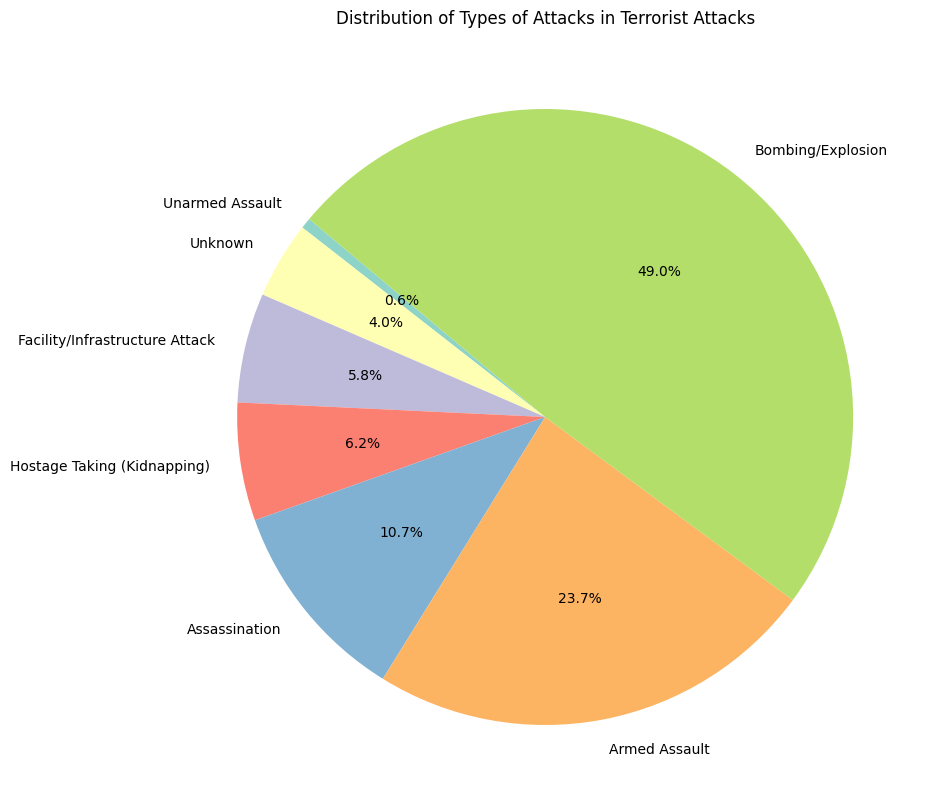 Distribution of Types of Attacks in Terrorist Attacks
Bombing/Explosion
Unarmed Assault
Unknown
49.0%
0.6%
4.0%
Facility/Infrastructure Attack
5.8%
6.2%
Hostage Taking (Kidnapping)
10.7%
23.7%
Assassination
Armed Assault